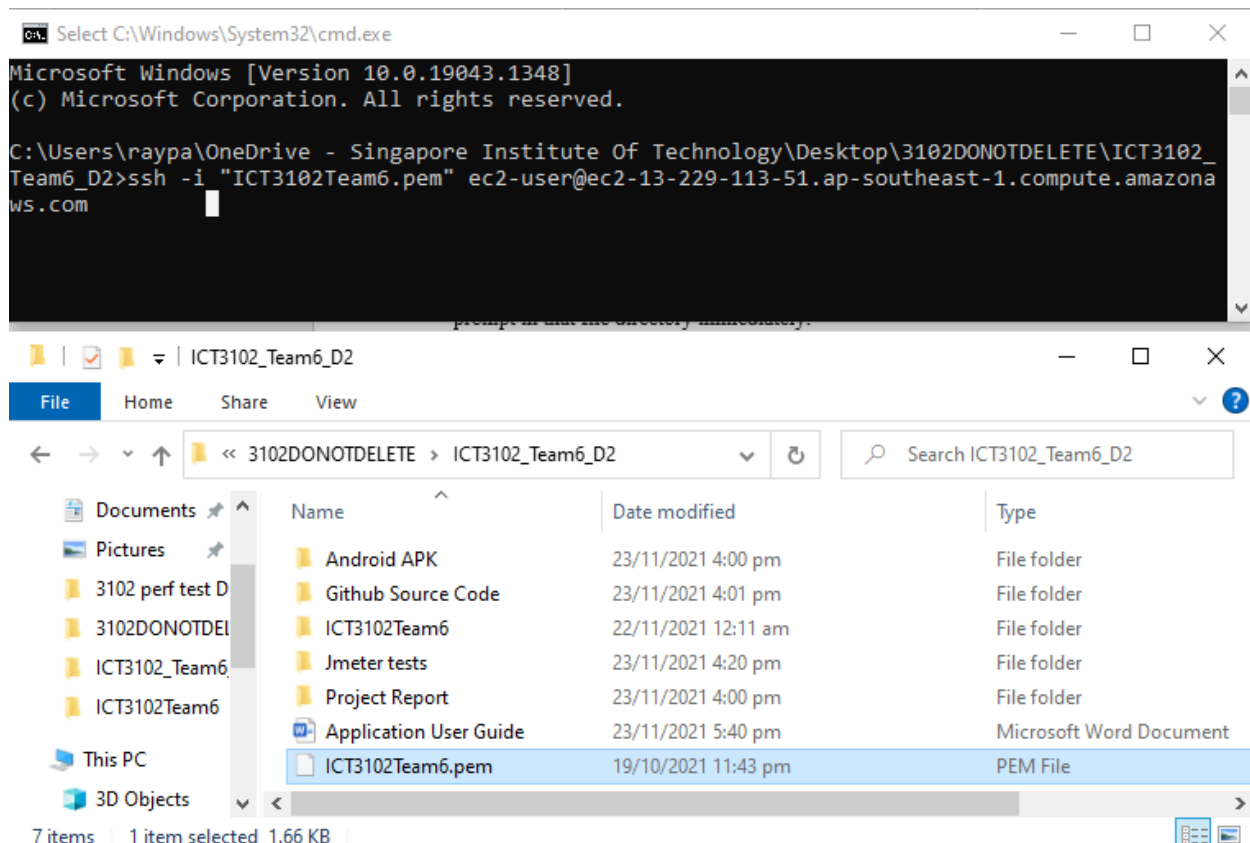 Select C:\Windows\System32\cmd.exe
Microsoft Windows [Version 10.0.19043.1348]
(c) Microsoft Corporation. All rights reserved.
C:\Users\raypa\OneDrive - Singapore Institute Of Technology\Desktop\3102DONOTDELETE\ICT3102_
Team6_D2>ssh -i "ICT3102Team6.pem" ec2-user@ec2-13-229-113-51.ap-southeast-1.compute.amazona
ws.com
prompt in that file directory immediately.
ICT3102_Team6_D2
File Home Share View
« 3102DONOTDELETE > ICT3102_Team6_D2 Search ICT3102_Team6_D2
Documents Name Date modified Type
Pictures Android APK 23/11/2021 4:00 pm File folder
3102 perf test D Github Source Code 23/11/2021 4:01 pm File folder
3102DONOTDEL ICT3102Team6 22/11/2021 12:11 am File folder
ICT3102_Team6_ Jmeter tests 23/11/2021 4:20 pm File folder
ICT3102Team6 Project Report 23/11/2021 4:00 pm File folder
Application User Guide 23/11/2021 5:40 pm Microsoft Word Document
This PC ICT3102Team6.pem 19/10/2021 11:43 pm PEM File
3D Objects
7 items 1 item selected 1.66 KB